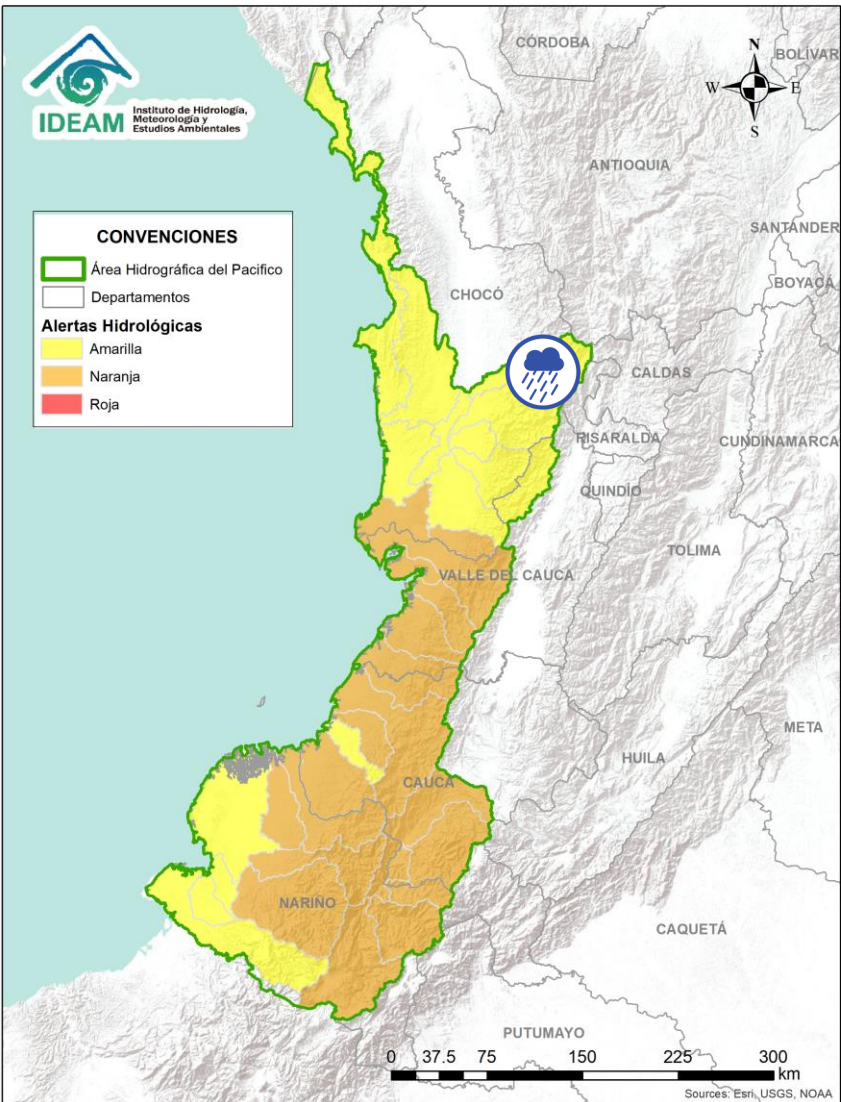 IDEAM
Instituto de Hidrología,
Meteorología y
Estudios Ambientales
CÓRDOBA
BOLÍVAR
N
W
E
S
ANTIOQUIA
SANTANDER
BOYACÁ
CONVENCIONES
Área Hidrográfica del Pacifico
Departamentos
Alertas Hidrológicas
Amarilla
Naranja
Roja
CHOCÓ
CALDAS
RISARALDA
CUNDINAMARCA
QUINDÍO
TOLIMA
VALLE DEL CAUCA
META
HUILA
CAUCA
NARIÑO
CAQUETÁ
PUTUMAYO
0 37.5 75 150 225 300
km
Sources: Esri, USGS, NOAA